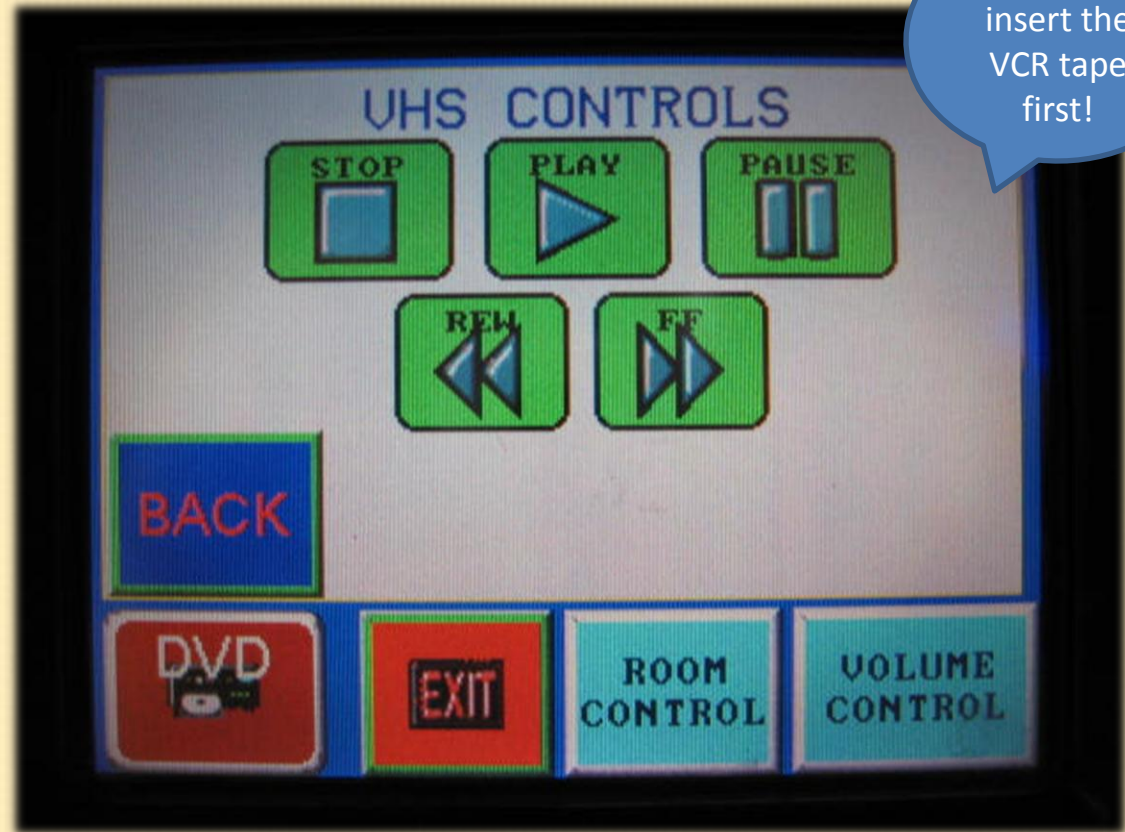 insert the
VCR tape
first!
VHS CONTROLS
STOP PLAY PAUSE
REW FF
BACK
DVD
EXIT
ROOM
CONTROL
VOLUME
CONTROL